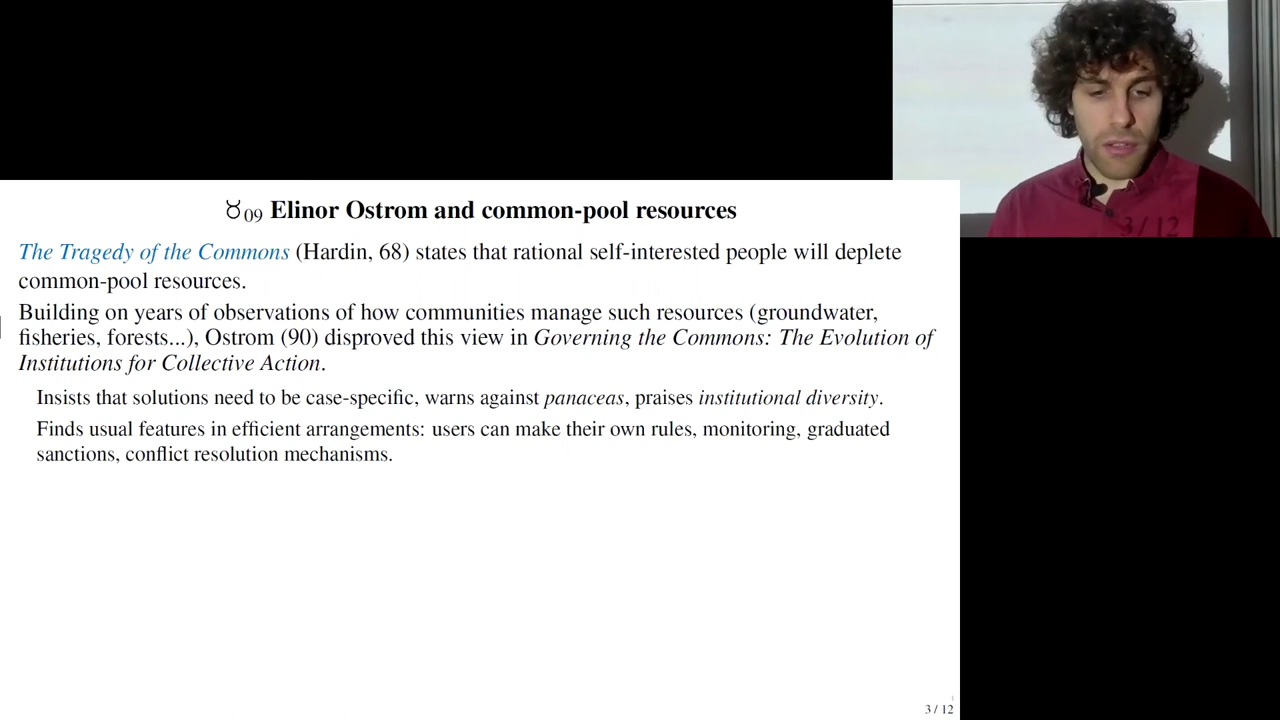 ♉09 Elinor Ostrom and common-pool resources
The Tragedy of the Commons (Hardin, 68) states that rational self-interested people will deplete
common-pool resources.
Building on years of observations of how communities manage such resources (groundwater,
fisheries, forests...), Ostrom (90) disproved this view in Governing the Commons: The Evolution of
Institutions for Collective Action.
Insists that solutions need to be case-specific, warns against panaceas, praises institutional diversity.
Finds usual features in efficient arrangements: users can make their own rules, monitoring, graduated
sanctions, conflict resolution mechanisms.
3 / 12
3 / 12